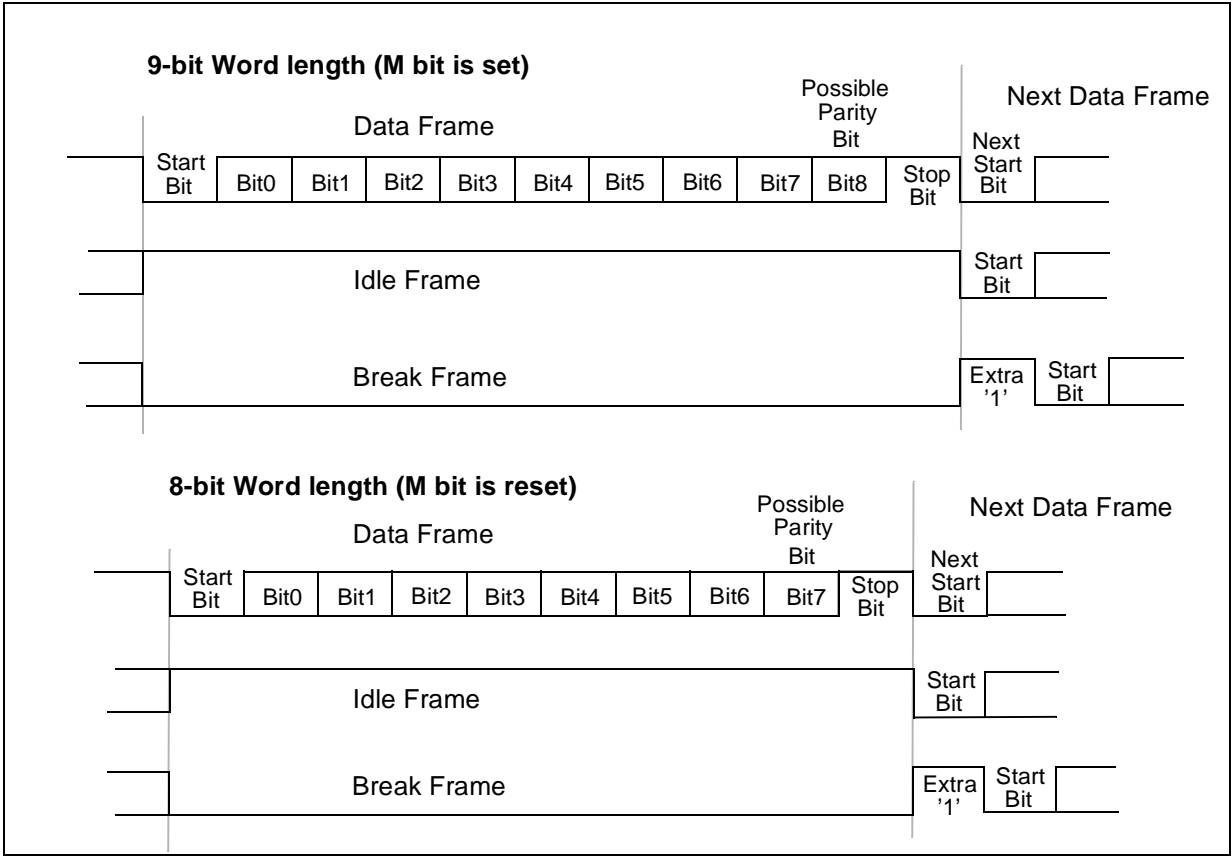 9-bit Word length (M bit is set)
Possible
Parity
Bit
Next Data Frame
Data Frame
Next
Start
Bit
Start
Bit
Bit0 Bit1 Bit2 Bit3 Bit4 Bit5 Bit6 Bit7 Bit8
Stop
Bit
Idle Frame
Start
Bit
Break Frame
Extra
'1'
Start
Bit
8-bit Word length (M bit is reset)
Possible
Parity
Bit
Next Data Frame
Data Frame
Next
Start
Bit
Start
Bit
Bit0 Bit1 Bit2 Bit3 Bit4 Bit5 Bit6 Bit7
Stop
Bit
Idle Frame
Start
Bit
Break Frame
Extra
'1'
Start
Bit